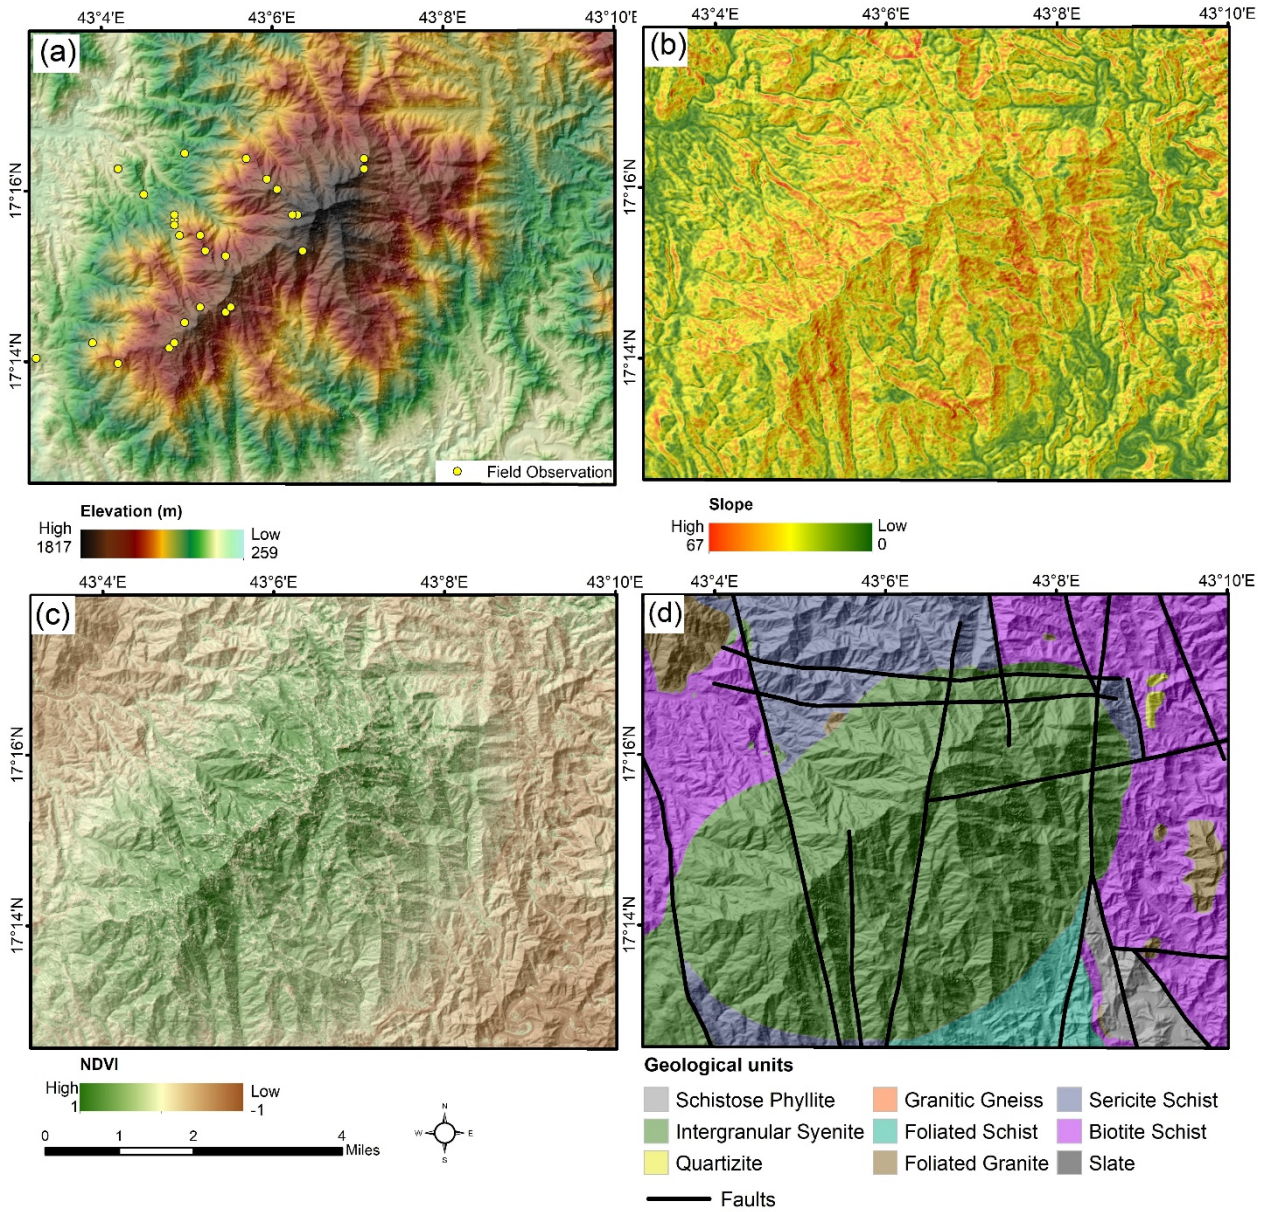 43°4'E 43°6'E 43°8'E 43°10'E
43°4'E 43°6'E 43°8'E 43°10'E
(a)
(b)
17°16'N
17°14'N
17°16'N
17°14'N
Field Observation
Elevation (m)
High
1817
Low
259
Slope
High
67
Low
0
43°4'E 43°6'E 43°8'E 43°10'E
43°4'E 43°6'E 43°8'E 43°10'E
(c)
(d)
17°16'N
17°14'N
17°16'N
17°14'N
NDVI
High
1
Low
-1
0 1 2 4
Miles
N
W E
S
Geological units
Schistose Phyllite Granitic Gneiss Sericite Schist
Intergranular Syenite Foliated Schist Biotite Schist
Quartizite Foliated Granite Slate
Faults